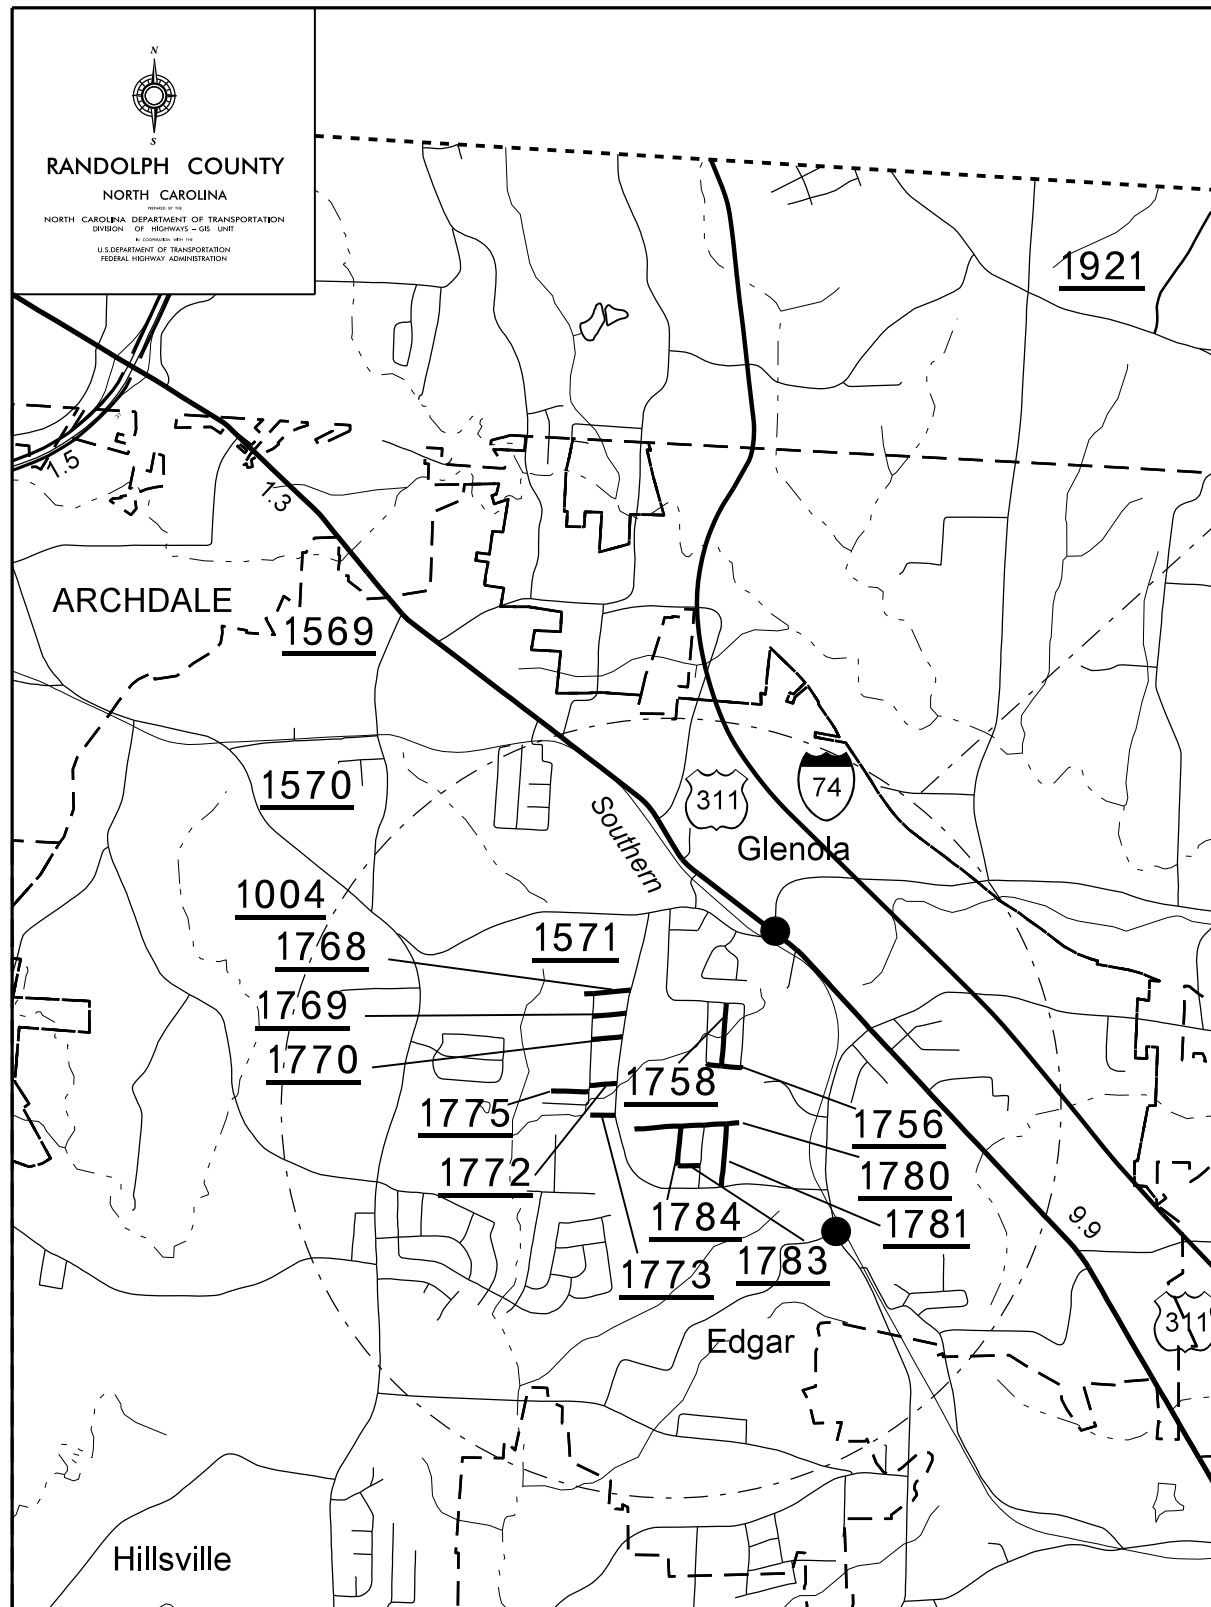 N
S
RANDOLPH COUNTY
NORTH CAROLINA
PREPARED BY THE
NORTH CAROLINA DEPARTMENT OF TRANSPORTATION
DIVISION OF HIGHWAYS – GIS UNIT
IN COOPERATION WITH THE
U.S.DEPARTMENT OF TRANSPORTATION
FEDERAL HIGHWAY ADMINISTRATION
1921
1.5
1.3
ARCHDALE
1569
1570
311
74
Southern
Glenola
1004
1571
1768
1769
1770
1758
1775
1756
1772
1780
1784
1781
9.9
1773
1783
311
Edgar
Hillsville